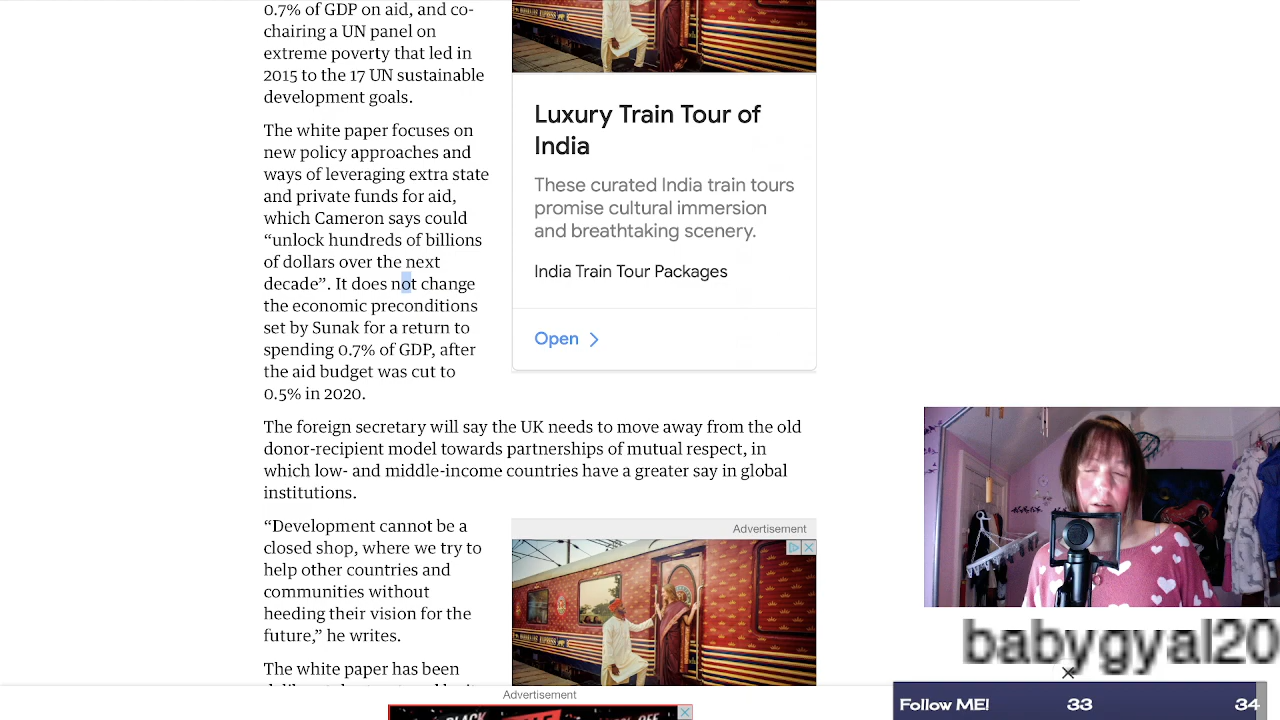 0.7% of GDP on aid, and co-
chairing a UN panel on
extreme poverty that led in
2015 to the 17 UN sustainable
development goals.
The white paper focuses on
new policy approaches and
ways of leveraging extra state
and private funds for aid,
which Cameron says could
“unlock hundreds of billions
of dollars over the next
decade”. It does not change
the economic preconditions
set by Sunak for a return to
spending 0.7% of GDP, after
the aid budget was cut to
0.5% in 2020.
Luxury Train Tour of
India
These curated India train tours
promise cultural immersion
and breathtaking scenery.
India Train Tour Packages
Open
The foreign secretary will say the UK needs to move away from the old
donor-recipient model towards partnerships of mutual respect, in
which low- and middle-income countries have a greater say in global
institutions.
“Development cannot be a
closed shop, where we try to
help other countries and
communities without
heeding their vision for the
future,” he writes.
The white paper has been
Advertisement
Advertisement
babygyal20
Follow ME! 33 34